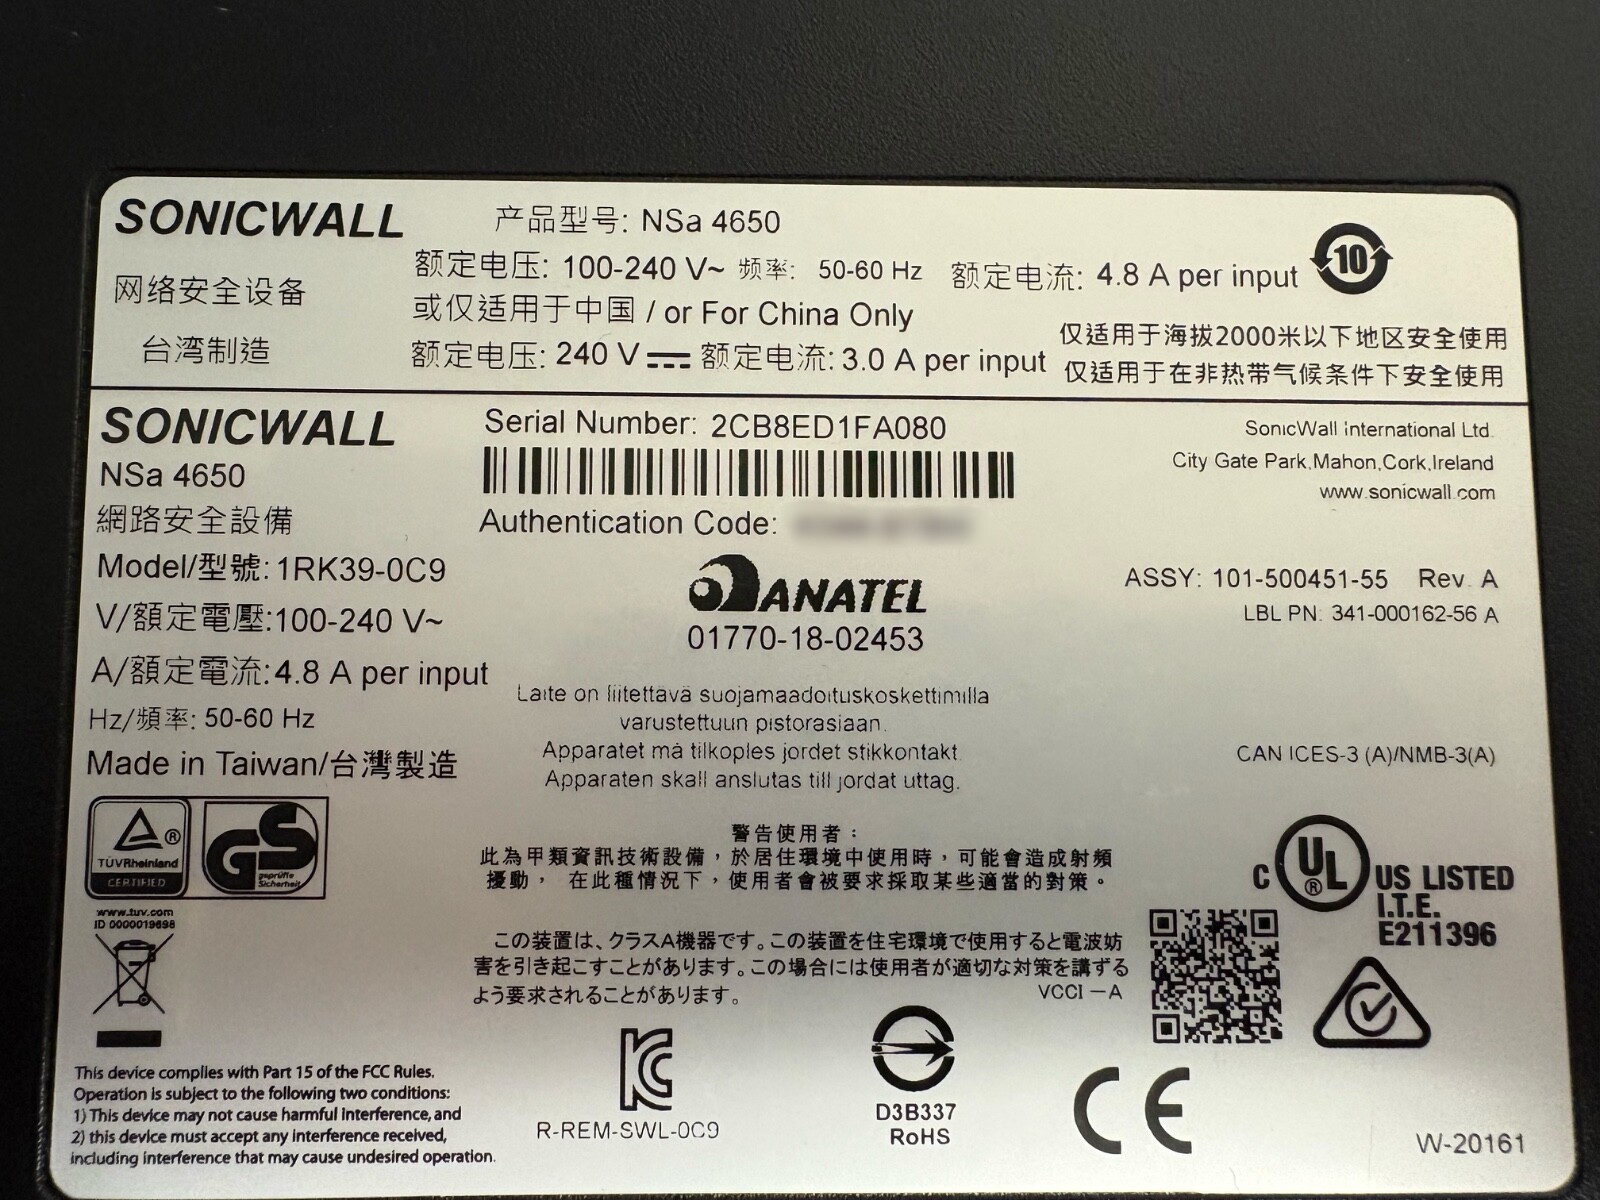 SONICWALL
产品型号: NSa 4650
网络安全设备
台湾制造
额定电压: 100-240 V~ 频率: 50-60 Hz 额定电流: 4.8 A per input
10
或仅适用于中国 / or For China Only
额定电压: 240 V 额定电流: 3.0 A per input
仅适用于海拔2000米以下地区安全使用
仅适用于在非热带气候条件下安全使用
SONICWALL
NSa 4650
網路安全設備
Model/型號: 1RK39-0C9
V/額定電壓:100-240 V~
A/額定電流:4.8 A per input
Hz/頻率: 50-60 Hz
Made in Taiwan/台灣製造
Serial Number: 2CB8ED1FA080
Authentication Code:
SonicWall International Ltd.
City Gate Park,Mahon,Cork,Ireland
www.sonicwall.com
ANATEL
01770-18-02453
ASSY: 101-500451-55 Rev. A
LBL PN: 341-000162-56 A
Laite on liitettävä suojamaadoituskoskettimilla
varustettuun pistorasiaan.
Apparatet må tilkoples jordet stikkontakt.
Apparaten skall anslutas till jordat uttag.
CAN ICES-3 (A)/NMB-3(A)
TÜVRheinland
CERTIFIED
®
GS
geprüfte
Sicherheit
www.tuv.com
ID 0000019698
警告使用者：
此為甲類資訊技術設備，於居住環境中使用時，可能會造成射頻
擾動， 在此種情況下，使用者會被要求採取某些適當的對策。
この装置は、クラスA機器です。この装置を住宅環境で使用すると電波妨
害を引き起こすことがあります。この場合には使用者が適切な対策を講ずる
よう要求されることがあります。 VCCI－A
C UL ® US LISTED
I.T.E.
E211396
This device complies with Part 15 of the FCC Rules.
Operation is subject to the following two conditions:
1) This device may not cause harmful interference, and
2) this device must accept any interference received,
including interference that may cause undesired operation.
R-REM-SWL-0C9
D3B337
RoHS
CE
W-20161